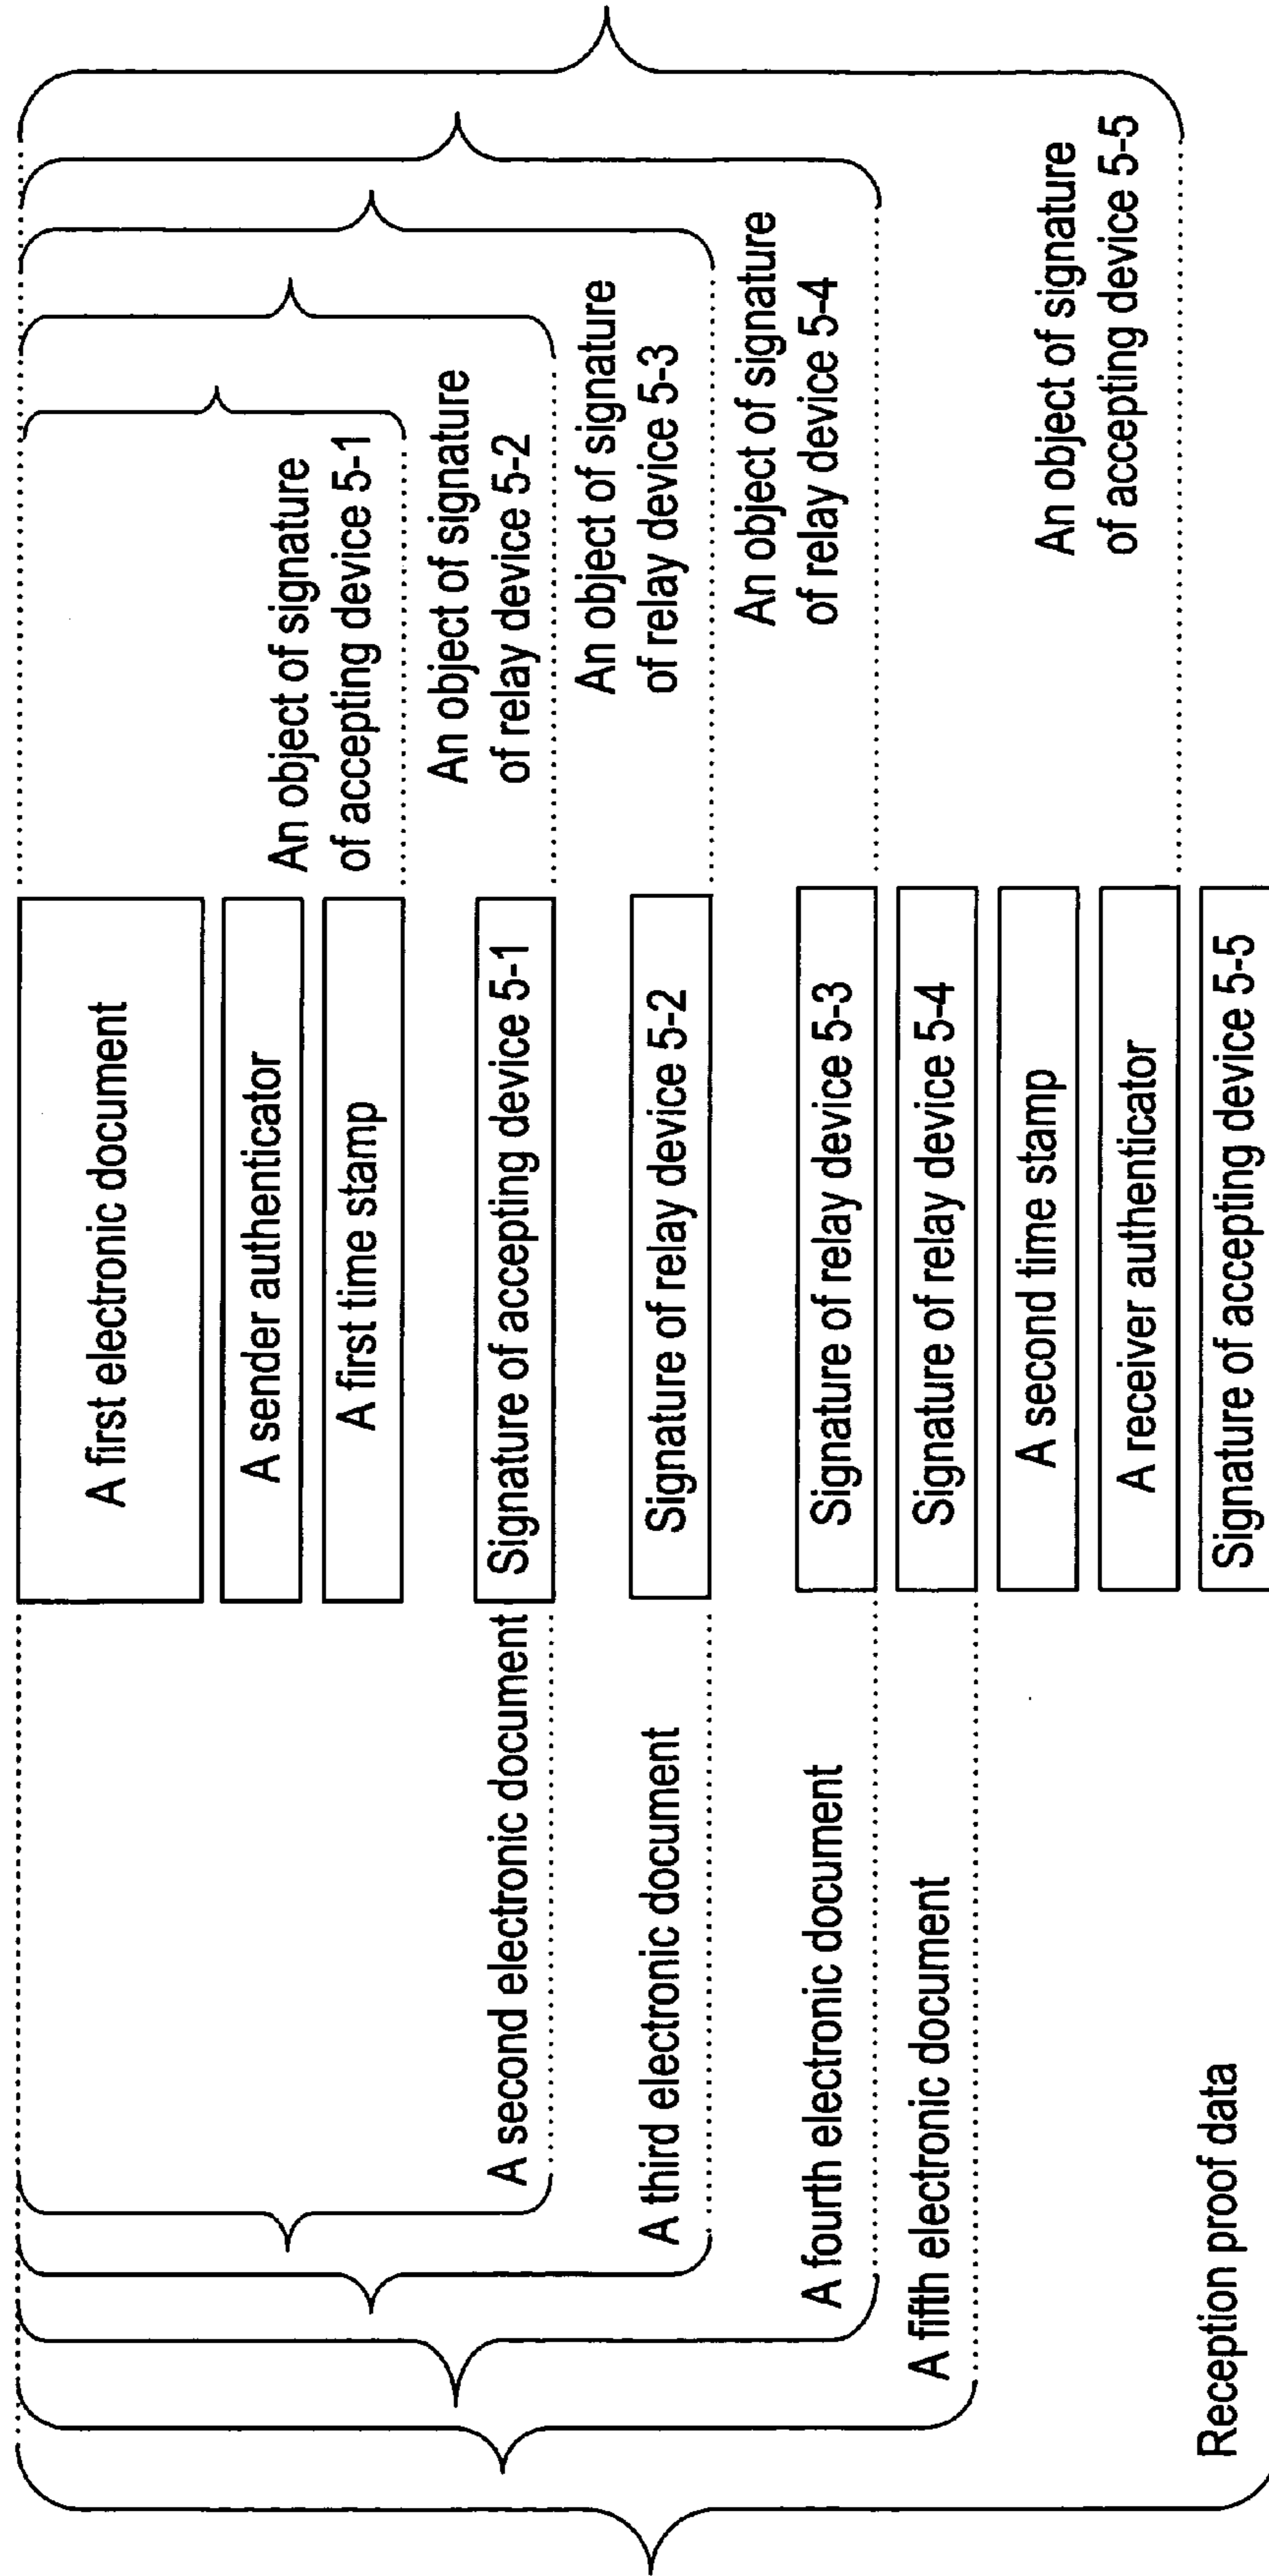 A first electronic document
A sender authenticator
A first time stamp
An object of signature
of accepting device 5-1
A second electronic document
Signature of accepting device 5-1
An object of signature
of relay device 5-2
A third electronic document
Signature of relay device 5-2
An object of signature
of relay device 5-3
A fourth electronic document
Signature of relay device 5-3
An object of signature
of relay device 5-4
A fifth electronic document
Signature of relay device 5-4
A second time stamp
A receiver authenticator
An object of signature
of accepting device 5-5
Reception proof data
Signature of accepting device 5-5